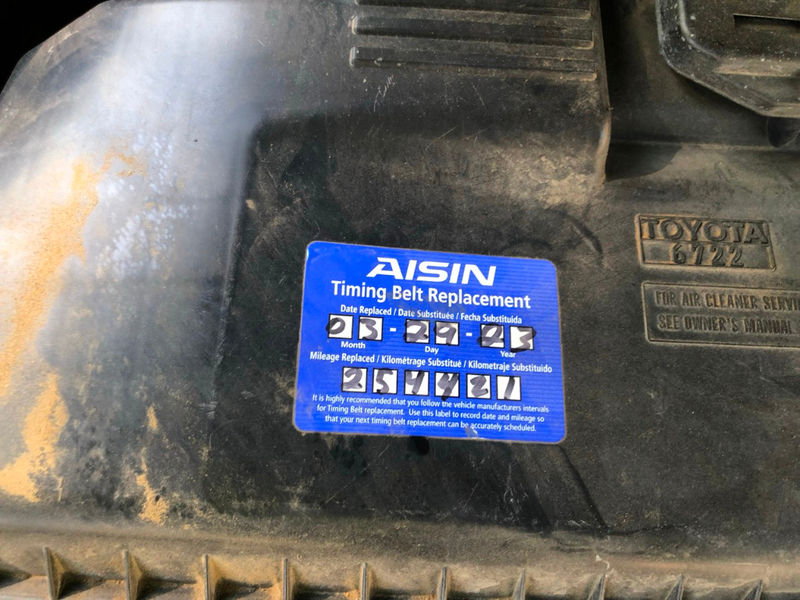 AISIN
Timing Belt Replacement
Date Replaced / Date Substituée / Fecha Substituida
03 - 29 - 23
Month Day Year
Mileage Replaced / Kilométrage Substitué / Kilometraje Substituido
254421
It is highly recommended that you follow the vehicle manufacturers intervals
for Timing Belt replacement. Use this label to record date and mileage so
that your next timing belt replacement can be accurately scheduled.
TOYOTA
6722
FOR AIR CLEANER
SEE OWNER'S MANUAL